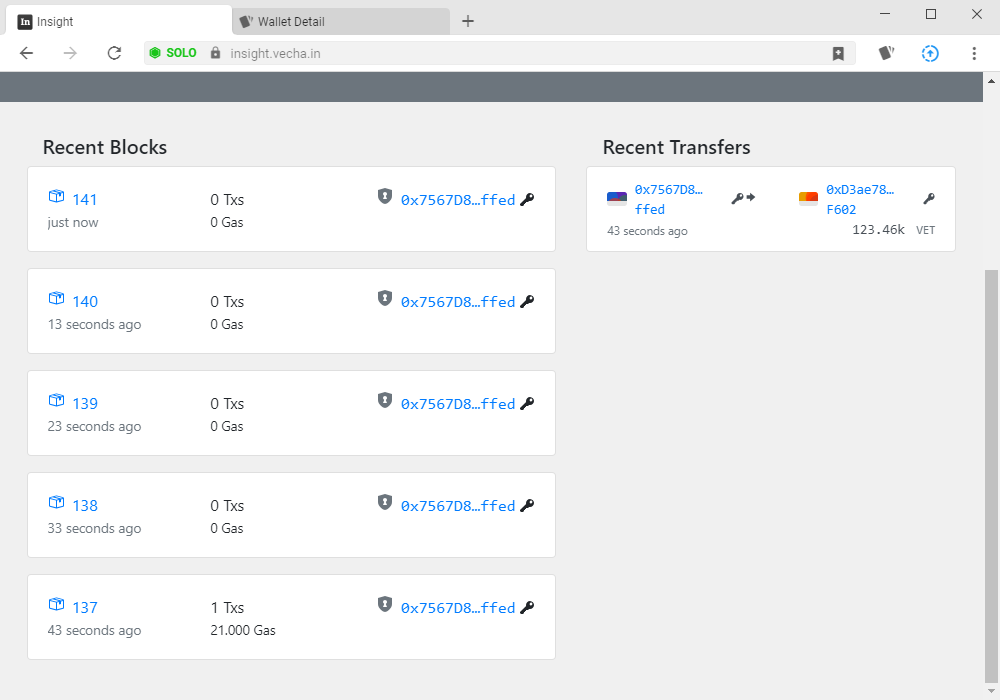 In Insight
Wallet Detail
SOLO insight.vecha.in
Recent Blocks
141 0 Txs 0x7567D8…ffed
just now 0 Gas
140 0 Txs 0x7567D8…ffed
13 seconds ago 0 Gas
139 0 Txs 0x7567D8…ffed
23 seconds ago 0 Gas
138 0 Txs 0x7567D8…ffed
33 seconds ago 0 Gas
137 1 Txs 0x7567D8…ffed
43 seconds ago 21.000 Gas
Recent Transfers
0x7567D8… 0xD3ae78…
ffed F602
43 seconds ago 123.46k VET